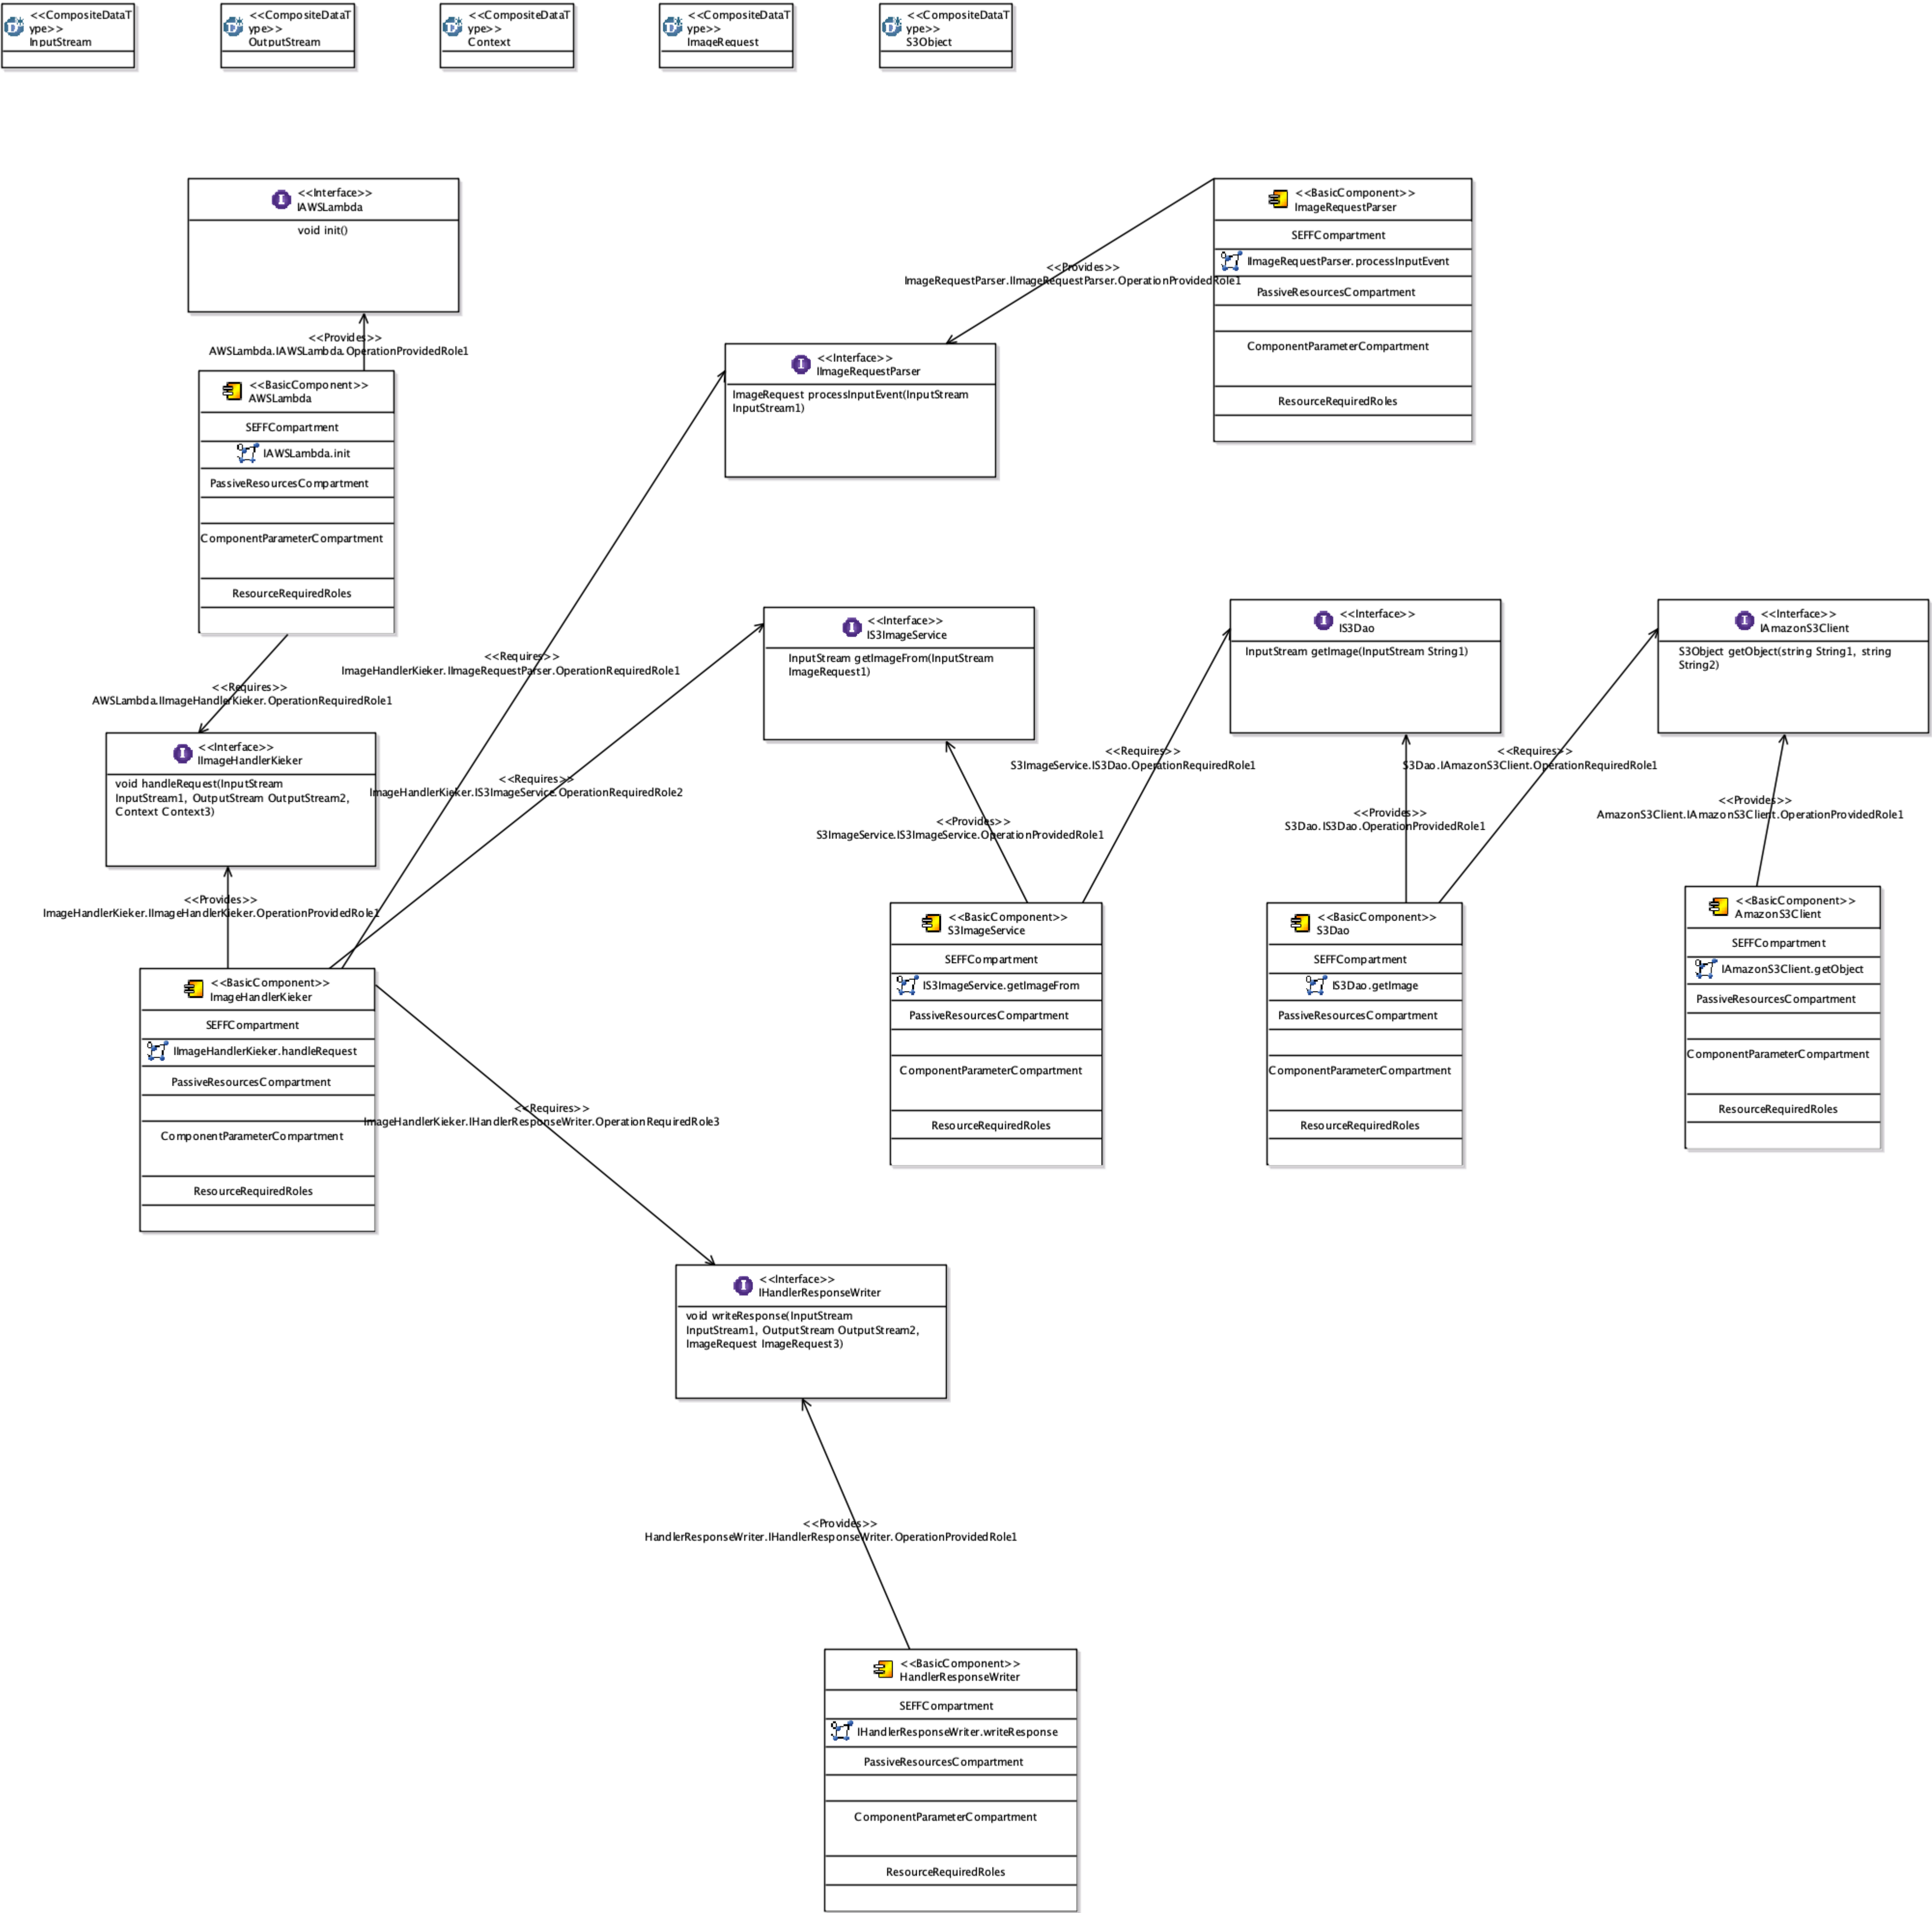 <<CompositeDataT
ype>>
InputStream
<<CompositeDataT
ype>>
OutputStream
<<CompositeDataT
ype>>
Context
<<CompositeDataT
ype>>
ImageRequest
<<CompositeDataT
ype>>
S3Object
<<Interface>>
IAWSLambda
void init()
<<BasicComponent>>
ImageRequestParser
SEFFCompartment
IImageRequestParser.processInputEvent
PassiveResourcesCompartment
ComponentParameterCompartment
ResourceRequiredRoles
<<Provides>>
ImageRequestParser.IImageRequestParser.OperationProvidedRole1
<<Provides>>
AWSLambda.IAWSLambda.OperationProvidedRole1
<<Interface>>
IImageRequestParser
ImageRequest processInputEvent(InputStream
InputStream1)
<<BasicComponent>>
AWSLambda
SEFFCompartment
IAWSLambda.init
PassiveResourcesCompartment
ComponentParameterCompartment
ResourceRequiredRoles
<<Interface>>
IS3ImageService
InputStream getImageFrom(InputStream
ImageRequest1)
<<Interface>>
IS3Dao
InputStream getImage(InputStream String1)
<<Interface>>
IAmazonS3Client
S3Object getObject(string String1, string
String2)
<<Requires>>
ImageHandlerKieker.IImageRequestParser.OperationRequiredRole1
<<Requires>>
AWSLambda.IImageHandlerKieker.OperationRequiredRole1
<<Interface>>
IImageHandlerKieker
void handleRequest(InputStream
InputStream1, OutputStream OutputStream2,
Context Context3)
<<Requires>>
ImageHandlerKieker.IS3ImageService.OperationRequiredRole2
<<Requires>>
S3ImageService.IS3Dao.OperationRequiredRole1
<<Requires>>
S3Dao.IAmazonS3Client.OperationRequiredRole1
<<Provides>>
S3ImageService.IS3ImageService.OperationProvidedRole1
<<Provides>>
S3Dao.IS3Dao.OperationProvidedRole1
<<Provides>>
AmazonS3Client.IAmazonS3Client.OperationProvidedRole1
<<Provides>>
ImageHandlerKieker.IImageHandlerKieker.OperationProvidedRole1
<<BasicComponent>>
ImageHandlerKieker
SEFFCompartment
IImageHandlerKieker.handleRequest
PassiveResourcesCompartment
ComponentParameterCompartment
ResourceRequiredRoles
<<BasicComponent>>
S3ImageService
SEFFCompartment
IS3ImageService.getImageFrom
PassiveResourcesCompartment
ComponentParameterCompartment
ResourceRequiredRoles
<<BasicComponent>>
S3Dao
SEFFCompartment
IS3Dao.getImage
PassiveResourcesCompartment
ComponentParameterCompartment
ResourceRequiredRoles
<<BasicComponent>>
AmazonS3Client
SEFFCompartment
IAmazonS3Client.getObject
PassiveResourcesCompartment
ComponentParameterCompartment
ResourceRequiredRoles
<<Requires>>
ImageHandlerKieker.IHandlerResponseWriter.OperationRequiredRole3
<<Interface>>
IHandlerResponseWriter
void writeResponse(InputStream
InputStream1, OutputStream OutputStream2,
ImageRequest ImageRequest3)
<<Provides>>
HandlerResponseWriter.IHandlerResponseWriter.OperationProvidedRole1
<<BasicComponent>>
HandlerResponseWriter
SEFFCompartment
IHandlerResponseWriter.writeResponse
PassiveResourcesCompartment
ComponentParameterCompartment
ResourceRequiredRoles